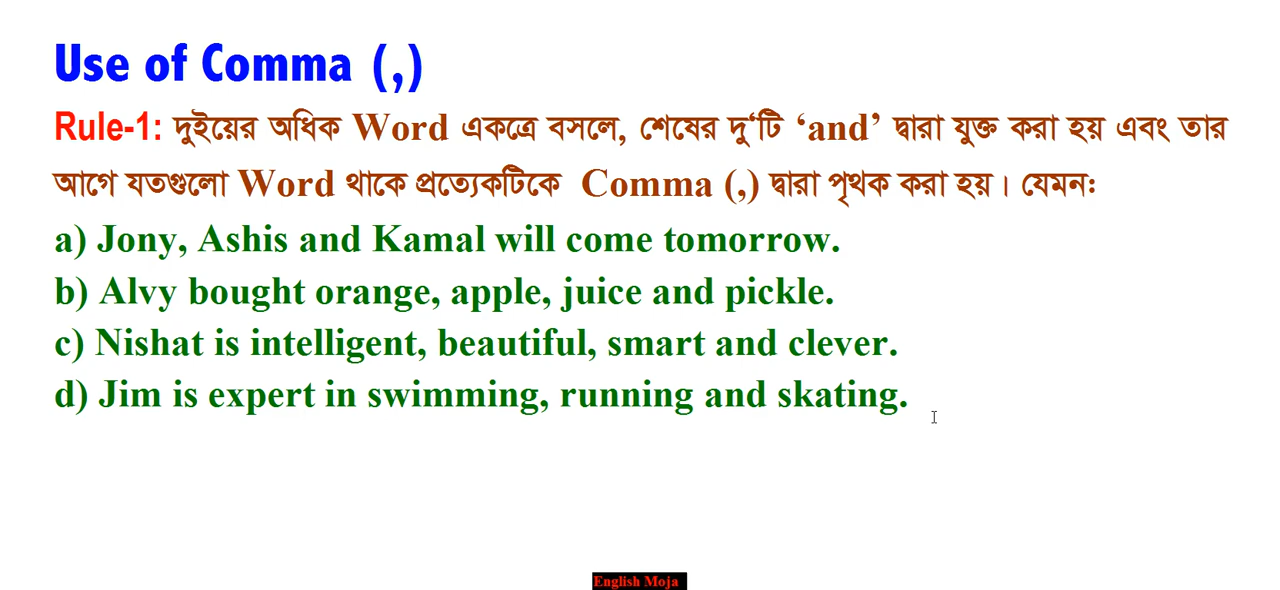 Use of Comma (,)
Rule-1: দুইয়ের অধিক Word একত্রে বসলে, শেষের দু‘টি ‘and’ দ্বারা যুক্ত করা হয় এবং তার
আগে যতগুলো Word থাকে প্রত্যেকটিকে Comma (,) দ্বারা পৃথক করা হয়। যেমনঃ
a) Jony, Ashis and Kamal will come tomorrow.
b) Alvy bought orange, apple, juice and pickle.
c) Nishat is intelligent, beautiful, smart and clever.
d) Jim is expert in swimming, running and skating.
English Moja